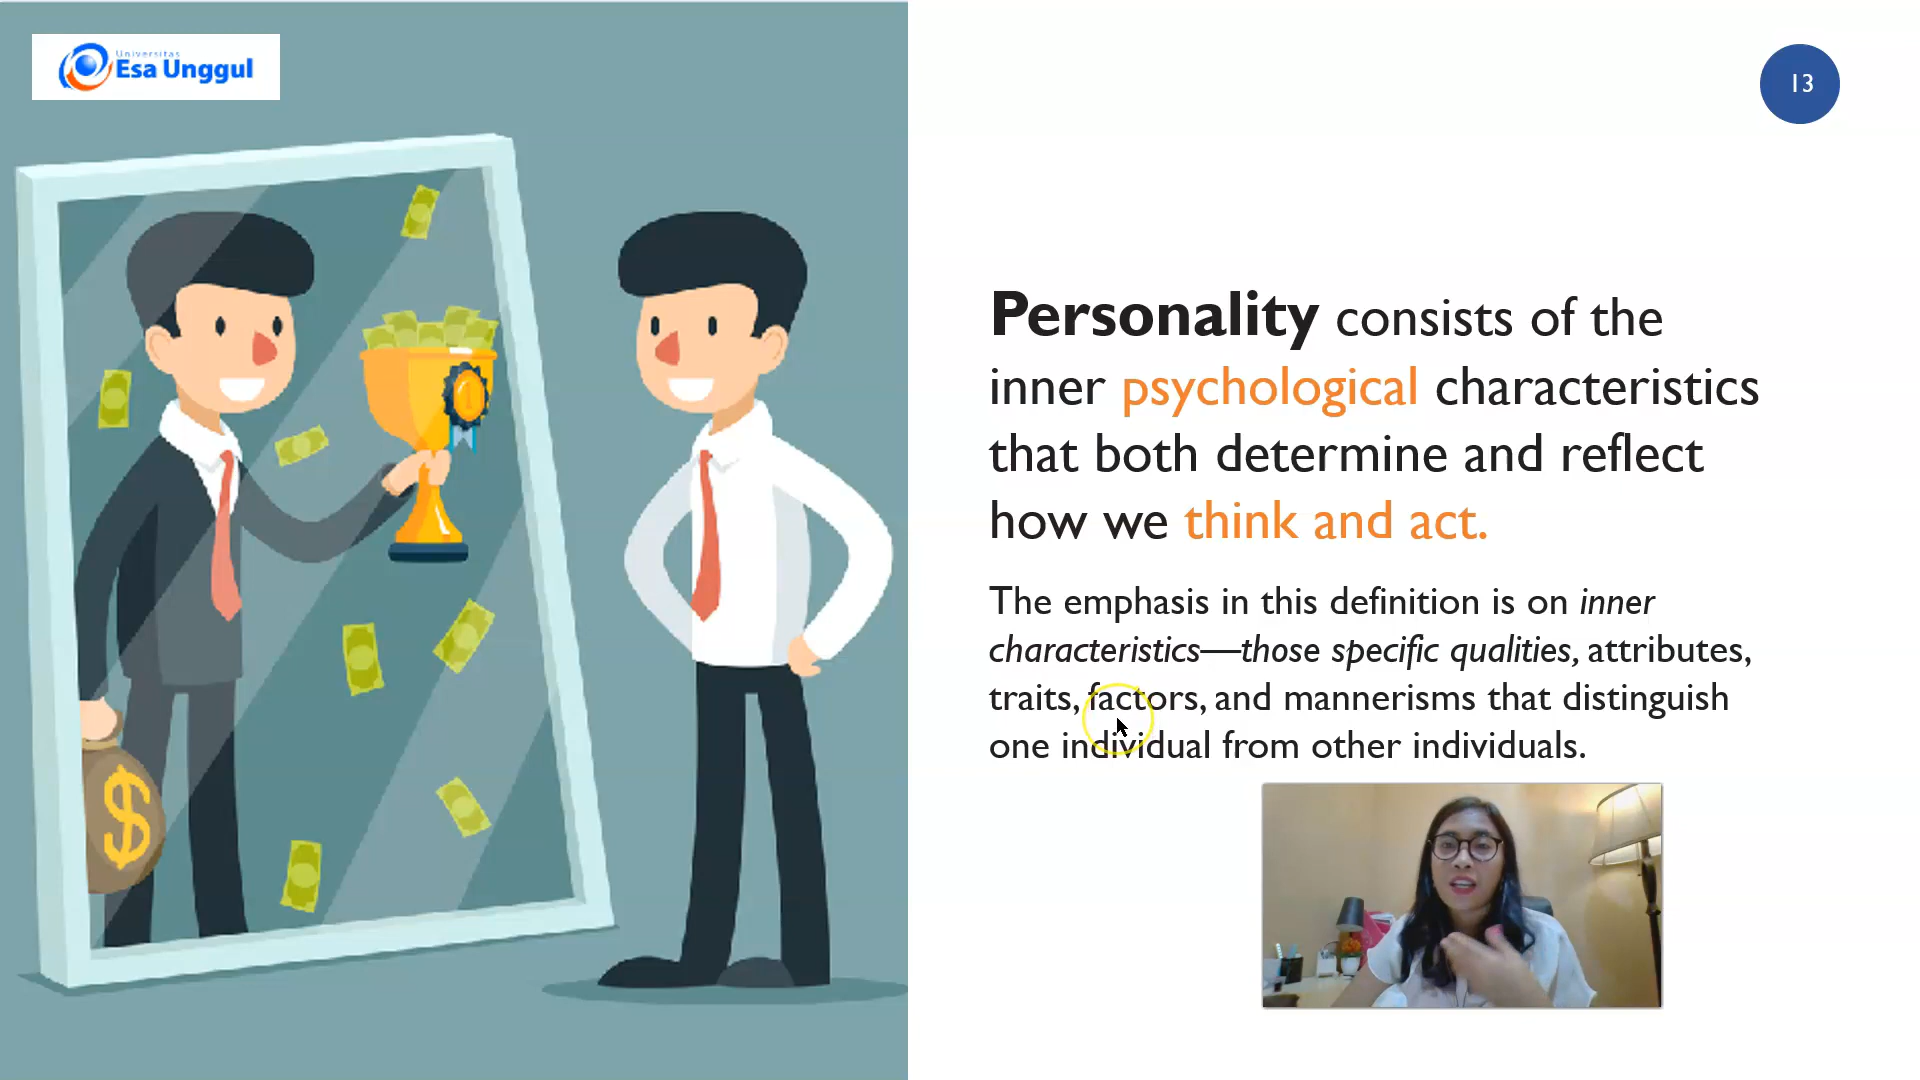 Universitas
Esa Unggul
13
Personality consists of the
inner psychological characteristics
that both determine and reflect
how we think and act.
The emphasis in this definition is on inner
characteristics—those specific qualities, attributes,
traits, factors, and mannerisms that distinguish
one individual from other individuals.
1
$